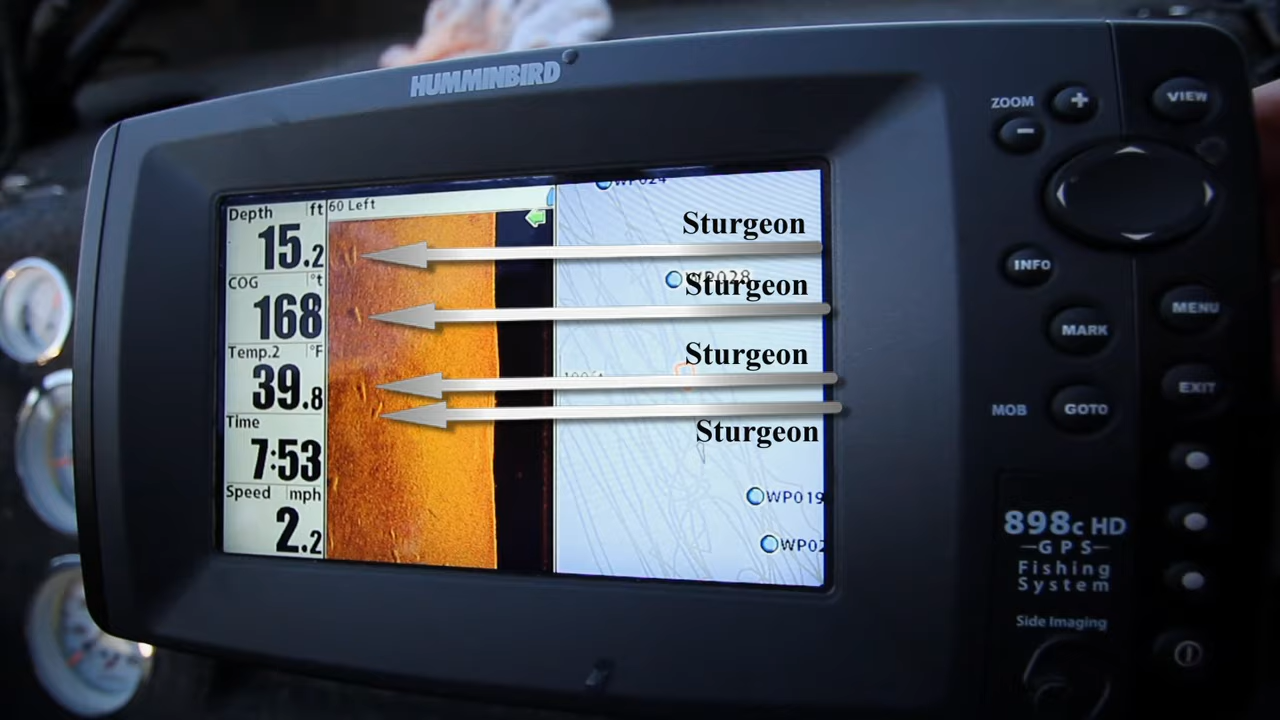 HUMMINBIRD
ZOOM + VIEW
-
Depth ft
15.2
60 Left
COG °t
168
Temp.2 °F
39.8
Time
7:53
Speed mph
2.2
WP024
Sturgeon
WP028
Sturgeon
Sturgeon
Sturgeon
WP019
WP02
INFO
MENU
MARK
EXIT
MOB GOTO
898c HD
GPS
Fishing
System
Side Imaging